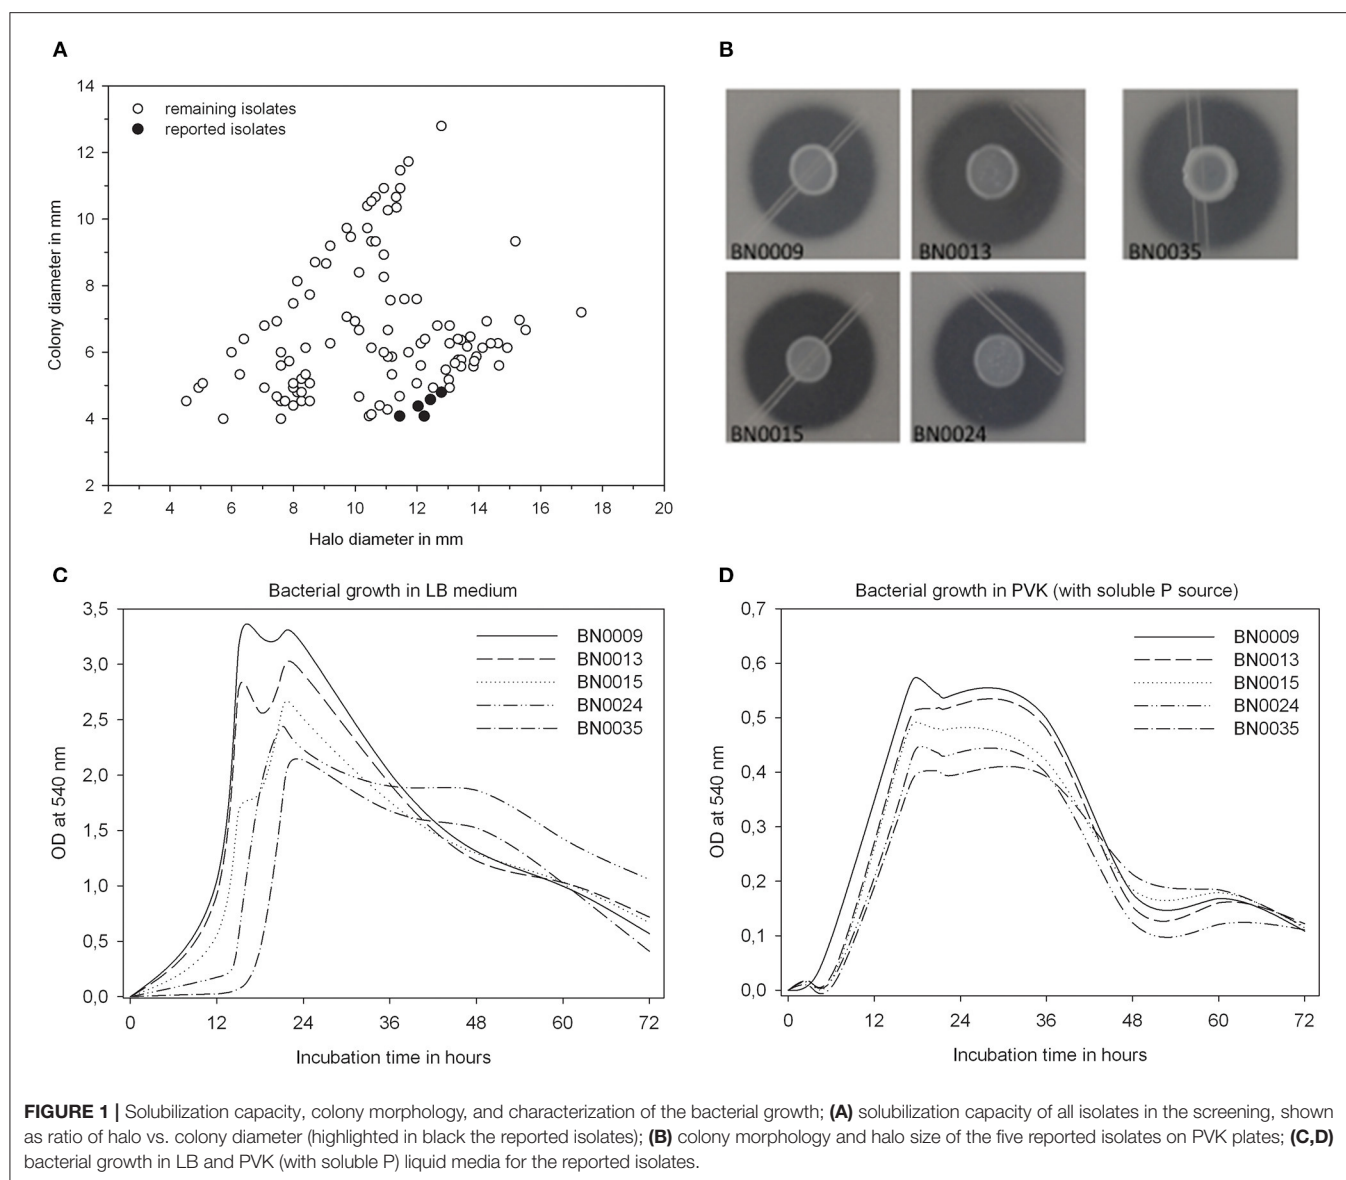 A
14
12
10
8
6
4
2
Colony diameter in mm
remaining isolates
reported isolates
2 4 6 8 10 12 14 16 18 20
Halo diameter in mm
B
BN0009
BN0013
BN0035
BN0015
BN0024
C
Bacterial growth in LB medium
3,5
3,0
2,5
2,0
1,5
1,0
0,5
0,0
OD at 540 nm
BN0009
BN0013
BN0015
BN0024
BN0035
0 12 24 36 48 60 72
Incubation time in hours
D
Bacterial growth in PVK (with soluble P source)
0,7
0,6
0,5
0,4
0,3
0,2
0,1
0,0
OD at 540 nm
BN0009
BN0013
BN0015
BN0024
BN0035
0 12 24 36 48 60 72
Incubation time in hours
FIGURE 1 | Solubilization capacity, colony morphology, and characterization of the bacterial growth; (A) solubilization capacity of all isolates in the screening, shown
as ratio of halo vs. colony diameter (highlighted in black the reported isolates); (B) colony morphology and halo size of the five reported isolates on PVK plates; (C,D)
bacterial growth in LB and PVK (with soluble P) liquid media for the reported isolates.